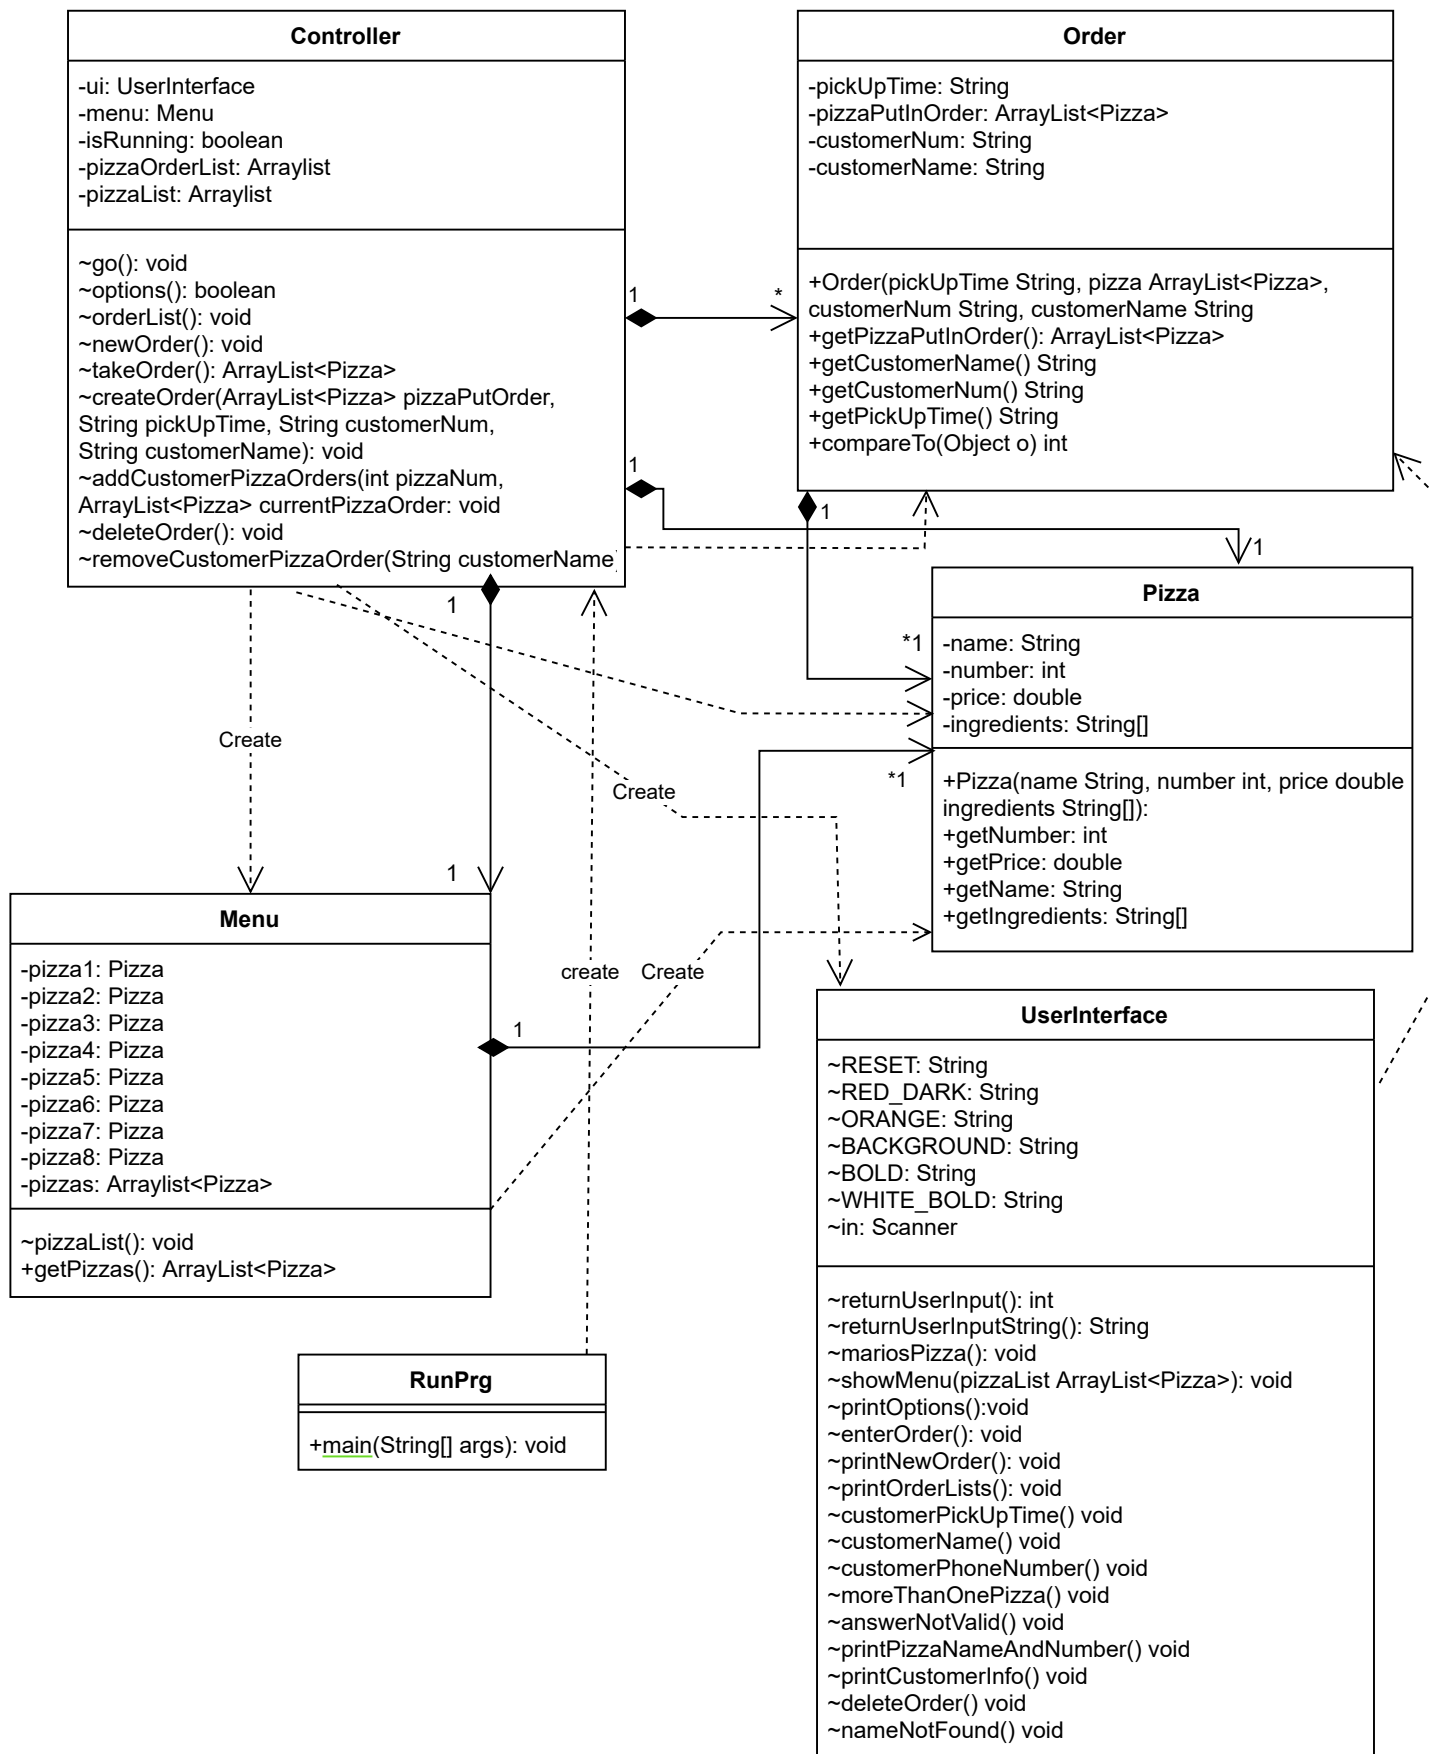 Controller
-ui: UserInterface
-menu: Menu
-isRunning: boolean
-pizzaOrderList: Arraylist
-pizzaList: Arraylist
~go(): void
~options(): boolean
~orderList(): void
~newOrder(): void
~takeOrder(): ArrayList<Pizza>
~createOrder(ArrayList<Pizza> pizzaPutOrder,
String pickUpTime, String customerNum,
String customerName): void
~addCustomerPizzaOrders(int pizzaNum,
ArrayList<Pizza> currentPizzaOrder: void
~deleteOrder(): void
~removeCustomerPizzaOrder(String customerName)
Order
-pickUpTime: String
-pizzaPutInOrder: ArrayList<Pizza>
-customerNum: String
-customerName: String
+Order(pickUpTime String, pizza ArrayList<Pizza>,
customerNum String, customerName String
+getPizzaPutInOrder(): ArrayList<Pizza>
+getCustomerName() String
+getCustomerNum() String
+getPickUpTime() String
+compareTo(Object o) int
1
*
1
1
1
1
*1
Pizza
-name: String
-number: int
-price: double
-ingredients: String[]
+Pizza(name String, number int, price double
ingredients String[]):
+getNumber: int
+getPrice: double
+getName: String
+getIngredients: String[]
Create
Create
*1
1
create
Create
1
Menu
-pizza1: Pizza
-pizza2: Pizza
-pizza3: Pizza
-pizza4: Pizza
-pizza5: Pizza
-pizza6: Pizza
-pizza7: Pizza
-pizza8: Pizza
-pizzas: Arraylist<Pizza>
~pizzaList(): void
+getPizzas(): ArrayList<Pizza>
RunPrg
+main(String[] args): void
UserInterface
~RESET: String
~RED_DARK: String
~ORANGE: String
~BACKGROUND: String
~BOLD: String
~WHITE_BOLD: String
~in: Scanner
~returnUserInput(): int
~returnUserInputString(): String
~mariosPizza(): void
~showMenu(pizzaList ArrayList<Pizza>): void
~printOptions():void
~enterOrder(): void
~printNewOrder(): void
~printOrderLists(): void
~customerPickUpTime() void
~customerName() void
~customerPhoneNumber() void
~moreThanOnePizza() void
~answerNotValid() void
~printPizzaNameAndNumber() void
~printCustomerInfo() void
~deleteOrder() void
~nameNotFound() void